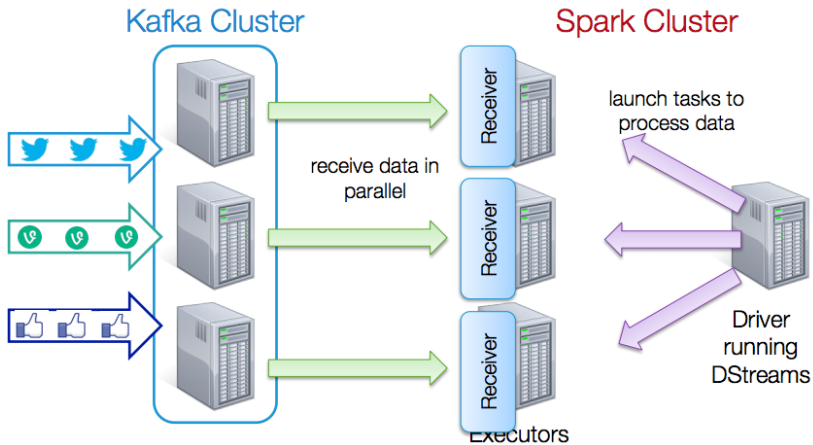 Kafka Cluster
Spark Cluster
Receiver
launch tasks to
process data
receive data in
parallel
Receiver
Receiver
Driver
running
DStreams
Executors